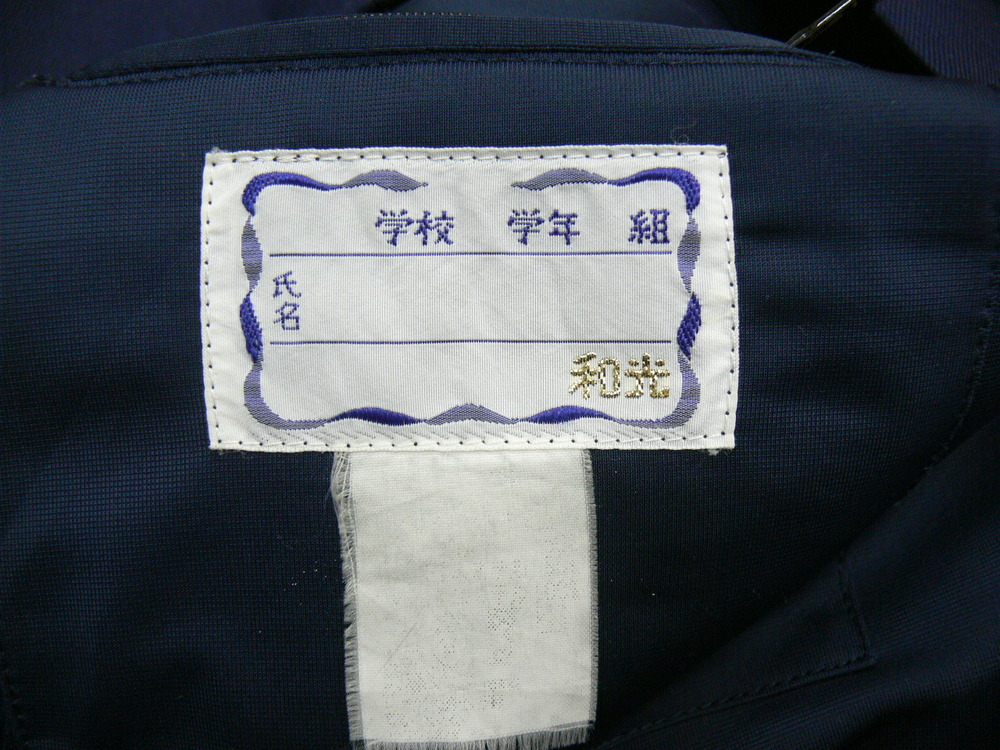 学校 学年 組
氏名
和光